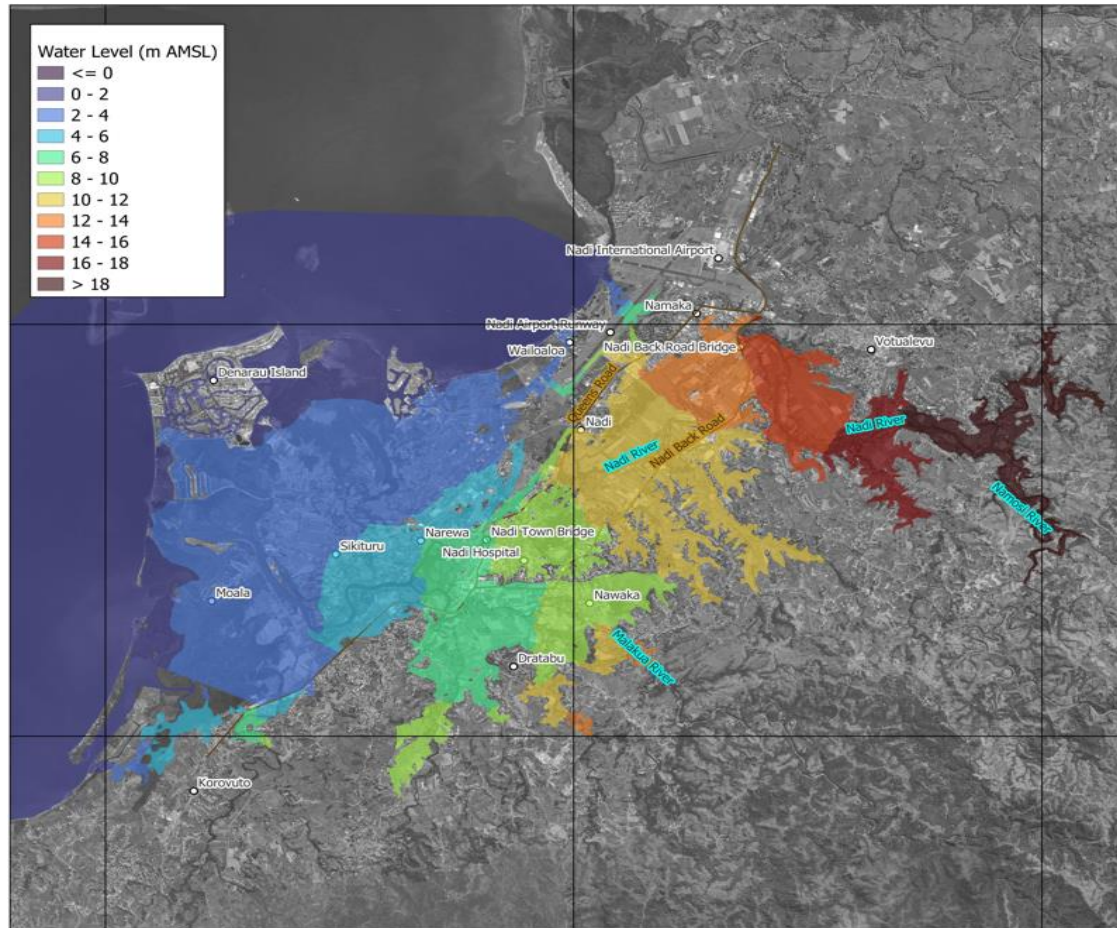 Water Level (m AMSL)
<= 0
0 - 2
2 - 4
4 - 6
6 - 8
8 - 10
10 - 12
12 - 14
14 - 16
16 - 18
> 18
Nadi International Airport
Namaka
Nadi Airport Runway
Wailoaloa
Nadi Back Road Bridge
Votualevu
Denarau Island
Queens Road
Nadi
Nadi River
Nadi Back Road
Nadi River
Namosi River
Narewa
Nadi Town Bridge
Sikituru
Nadi Hospital
Moala
Nawaka
Malakua River
Dratabu
Korovuto